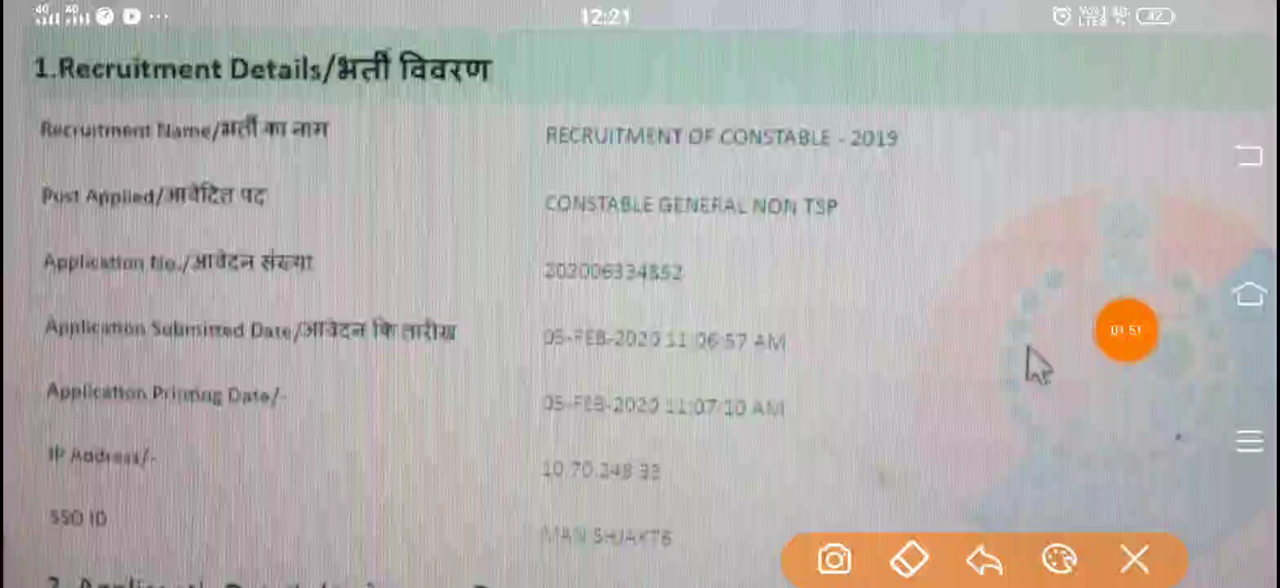 12:21
42
1.Recruitment Details/भर्ती विवरण
Recruitment Name/भर्ती का नाम RECRUITMENT OF CONSTABLE - 2019
Post Applied/आवेदित पद CONSTABLE GENERAL NON TSP
Application No./आवेदन संख्या 202006334852
Application Submitted Date/आवेदन कि तारीख 05-FEB-2020 11:06:57 AM
Application Printing Date/- 05-FEB-2020 11:07:10 AM
IP Address/- 10.70.248.33
SSO ID
01:51